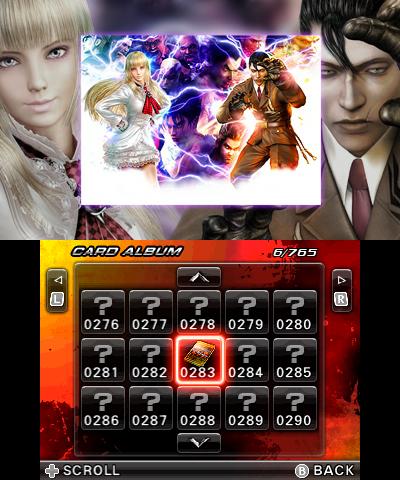 CARD ALBUM 6/765
L R
? ? ? ? ?
0276 0277 0278 0279 0280
? ? ? ?
0281 0282 0283 0284 0285
? ? ? ? ?
0286 0287 0288 0289 0290
SCROLL B BACK